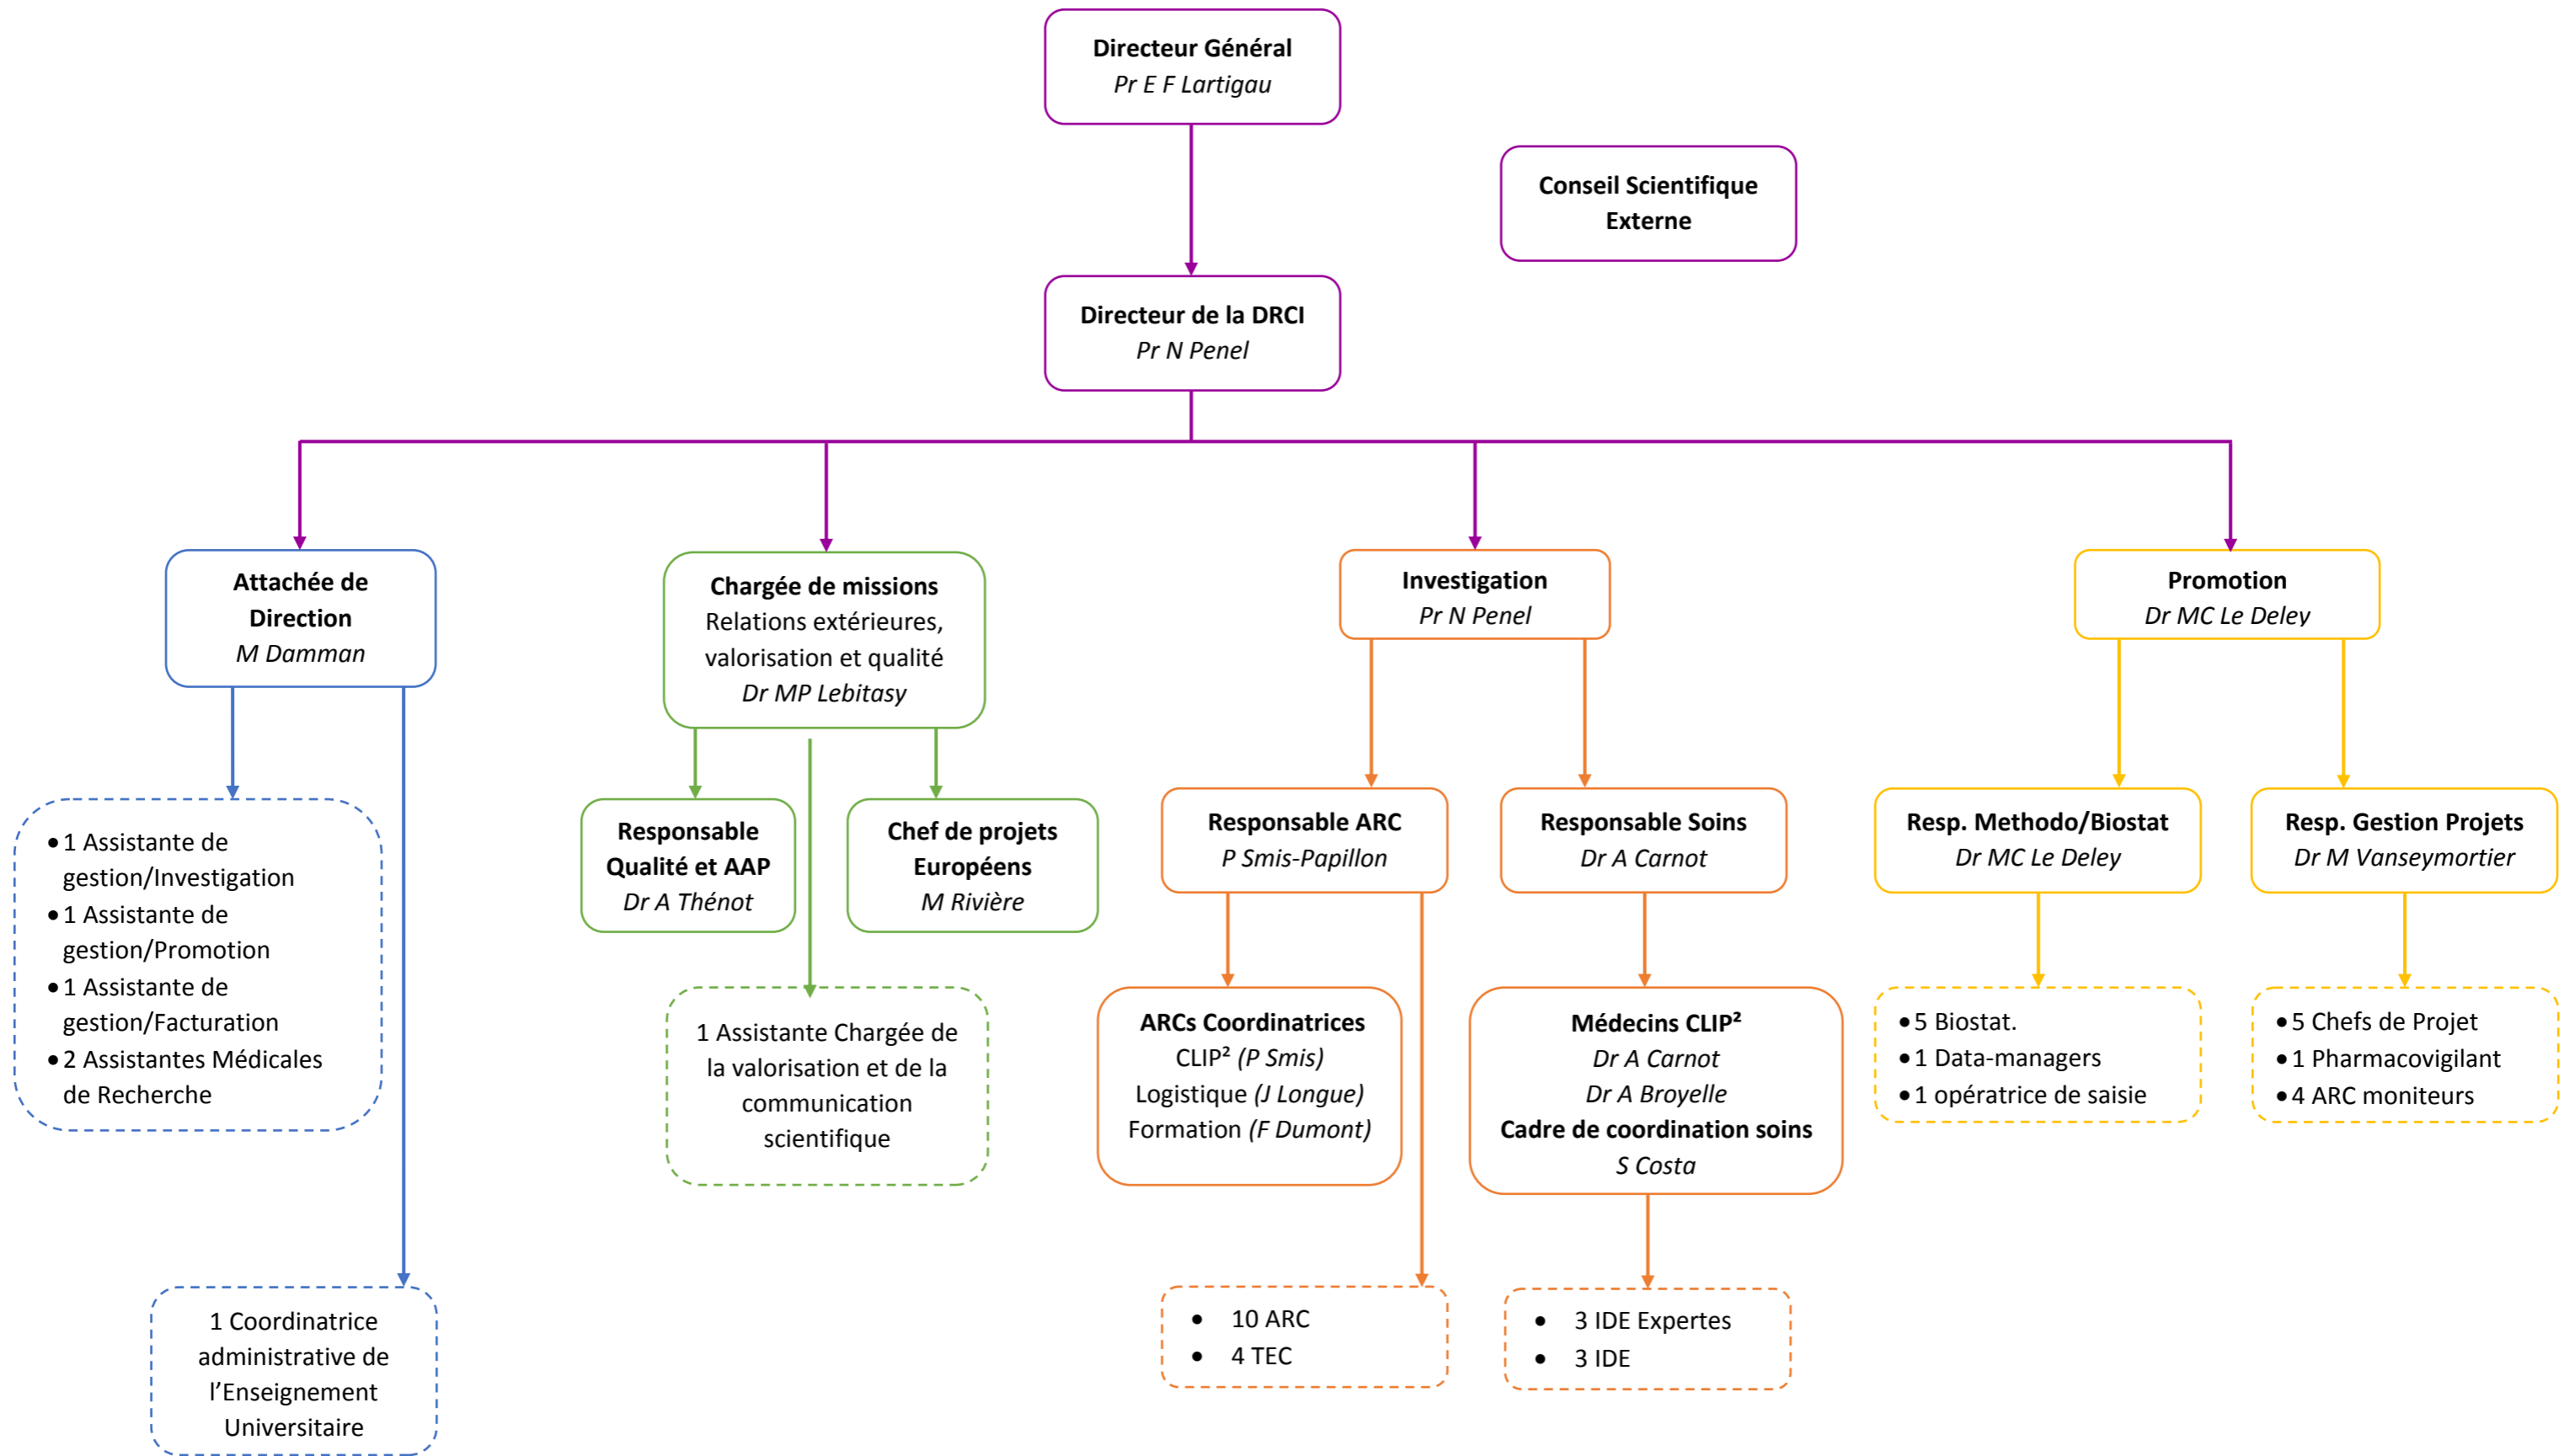 Directeur Général
Pr E F Lartigau
Conseil Scientifique
Externe
Directeur de la DRCI
Pr N Penel
Attachée de
Direction
M Damman
Chargée de missions
Relations extérieures,
valorisation et qualité
Dr MP Lebitasy
Investigation
Pr N Penel
Promotion
Dr MC Le Deley
• 1 Assistante de
gestion/Investigation
• 1 Assistante de
gestion/Promotion
• 1 Assistante de
gestion/Facturation
• 2 Assistantes Médicales
de Recherche
Responsable
Qualité et AAP
Dr A Thénot
Chef de projets
Européens
M Rivière
Responsable ARC
P Smis-Papillon
Responsable Soins
Dr A Carnot
Resp. Methodo/Biostat
Dr MC Le Deley
Resp. Gestion Projets
Dr M Vanseymortier
1 Assistante Chargée de
la valorisation et de la
communication
scientifique
ARCs Coordinatrices
CLIP² (P Smis)
Logistique (J Longue)
Formation (F Dumont)
Médecins CLIP²
Dr A Carnot
Dr A Broyelle
Cadre de coordination soins
S Costa
• 5 Biostat.
• 1 Data-managers
• 1 opératrice de saisie
• 5 Chefs de Projet
• 1 Pharmacovigilant
• 4 ARC moniteurs
1 Coordinatrice
administrative de
l’Enseignement
Universitaire
• 10 ARC
• 4 TEC
• 3 IDE Expertes
• 3 IDE